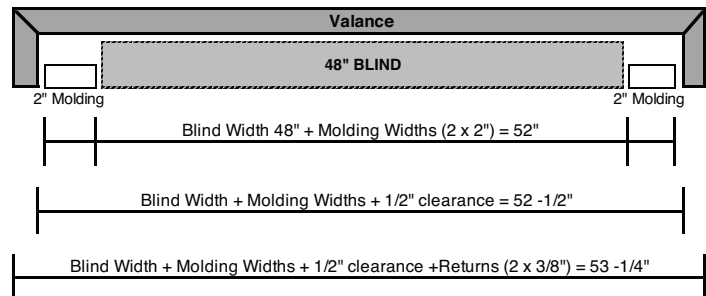 Valance
48" BLIND
2" Molding
2" Molding
Blind Width 48" + Molding Widths (2 x 2") = 52"
Blind Width + Molding Widths + 1/2" clearance = 52 -1/2"
Blind Width + Molding Widths + 1/2" clearance +Returns (2 x 3/8") = 53 -1/4"